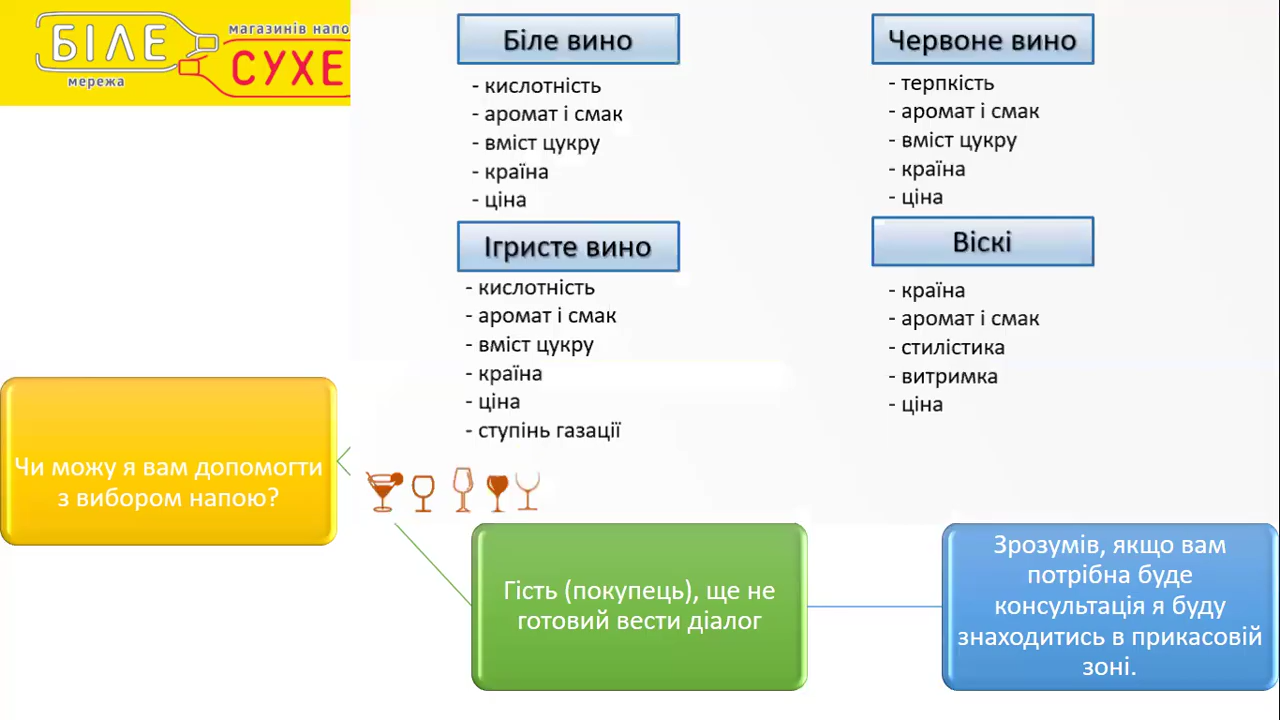 БІЛЕ
мережа
магазинів напо
СУХЕ
Біле вино
- кислотність
- аромат і смак
- вміст цукру
- країна
- ціна
Червоне вино
- терпкість
- аромат і смак
- вміст цукру
- країна
- ціна
Ігристе вино
- кислотність
- аромат і смак
- вміст цукру
- країна
- ціна
- ступінь газації
Віскі
- країна
- аромат і смак
- стилістика
- витримка
- ціна
Чи можу я вам допомогти
з вибором напою?
Гість (покупець), ще не
готовий вести діалог
Зрозумів, якщо вам
потрібна буде
консультація я буду
знаходитись в прикасовій
зоні.